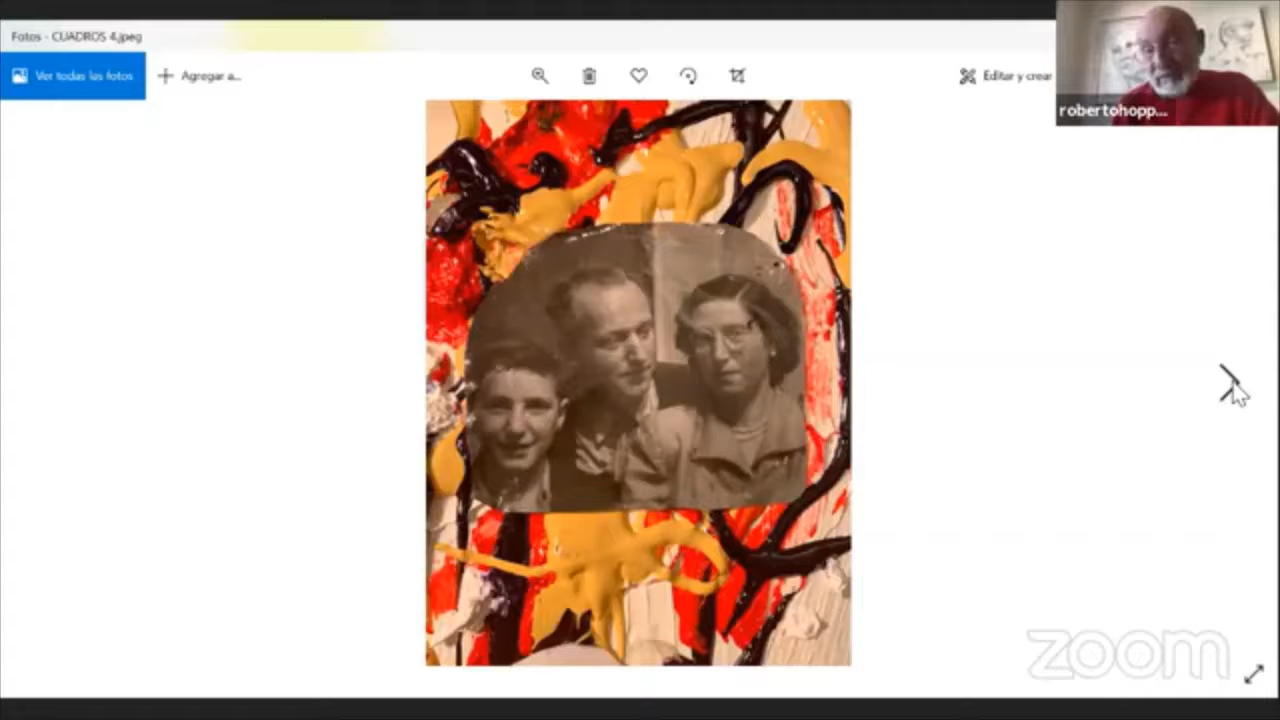 Fotos - CUADROS 4.jpeg
Ver todas las fotos
Agregar a...
Editar y crear
robertohopp...
zoom